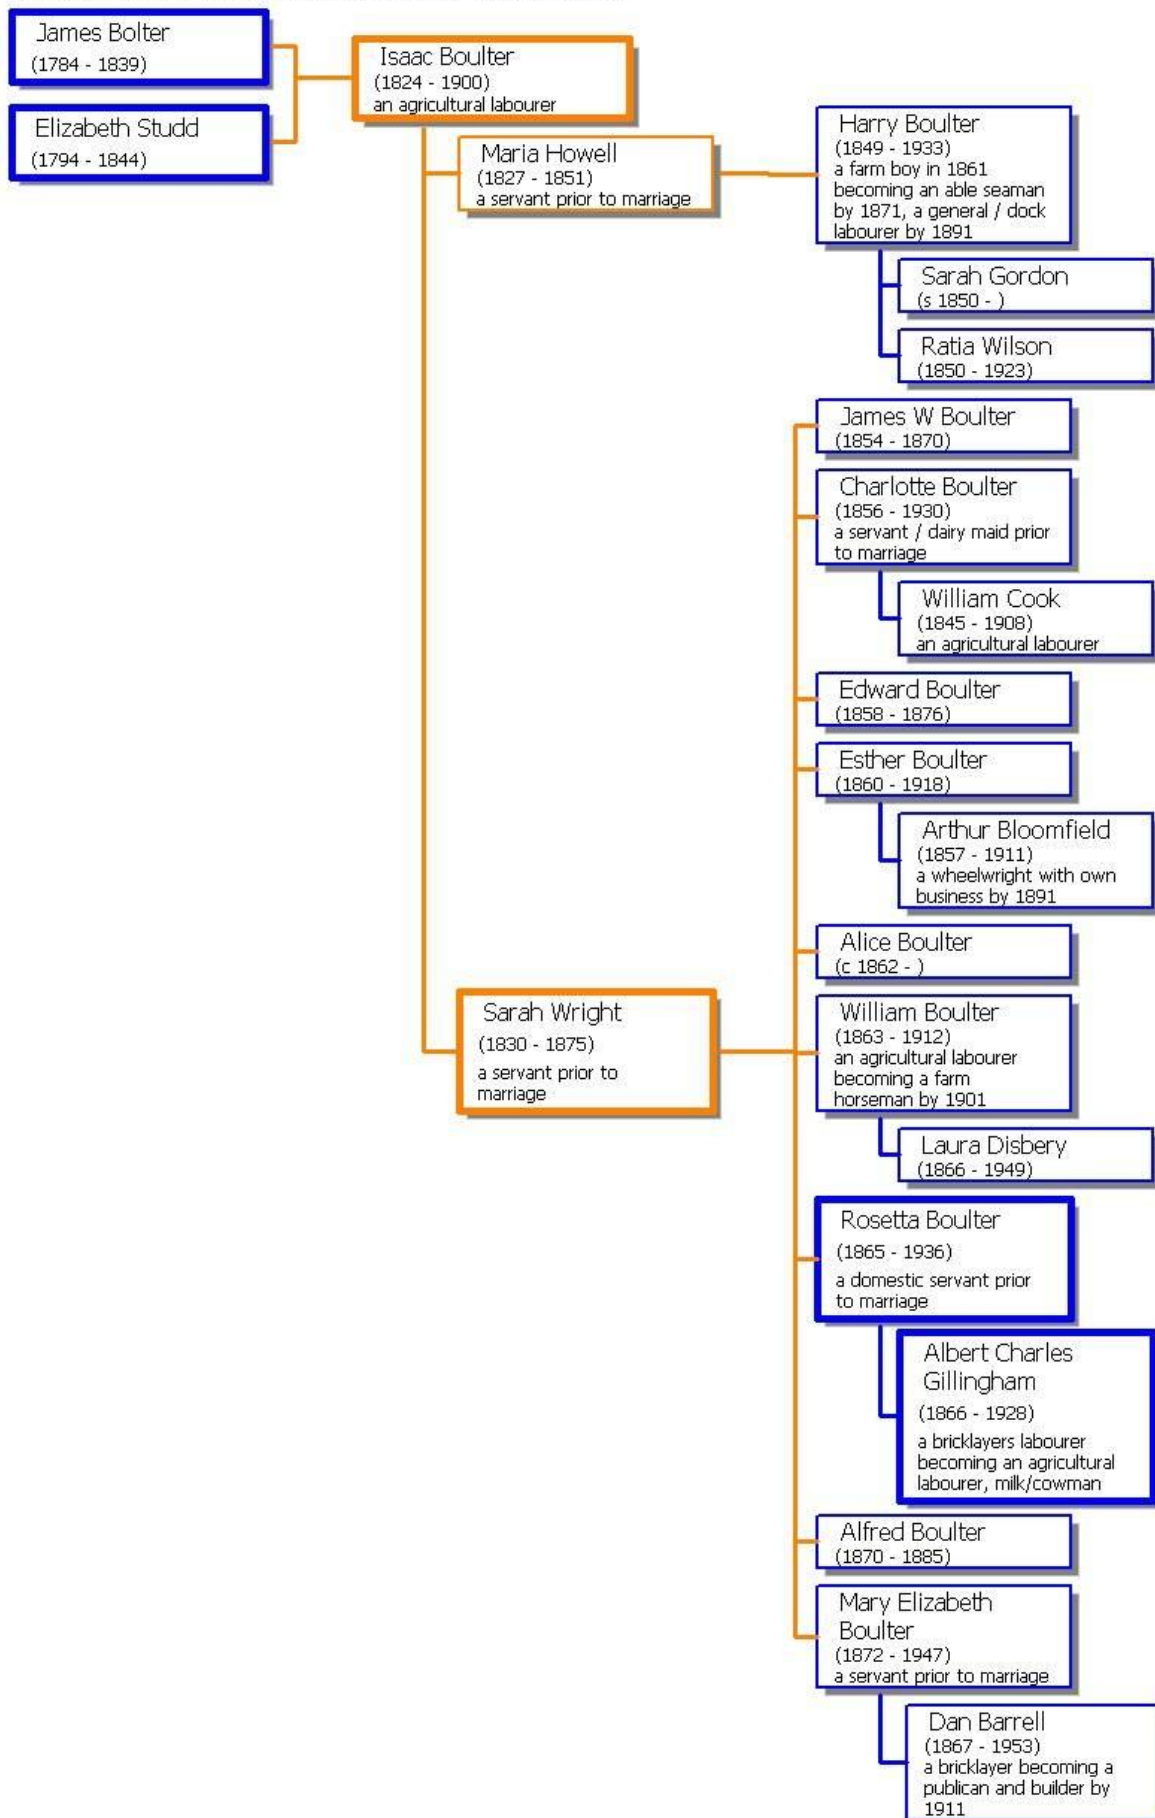 James Bolter
(1784 - 1839)
Elizabeth Studd
(1794 - 1844)
Isaac Boulter
(1824 - 1900)
an agricultural labourer
Maria Howell
(1827 - 1851)
a servant prior to marriage
Harry Boulter
(1849 - 1933)
a farm boy in 1861
becoming an able seaman
by 1871, a general / dock
labourer by 1891
Sarah Gordon
(s 1850 - )
Ratia Wilson
(1850 - 1923)
James W Boulter
(1854 - 1870)
Charlotte Boulter
(1856 - 1930)
a servant / dairy maid prior
to marriage
William Cook
(1845 - 1908)
an agricultural labourer
Edward Boulter
(1858 - 1876)
Esther Boulter
(1860 - 1918)
Arthur Bloomfield
(1857 - 1911)
a wheelwright with own
business by 1891
Alice Boulter
(c 1862 - )
Sarah Wright
(1830 - 1875)
a servant prior to
marriage
William Boulter
(1863 - 1912)
an agricultural labourer
becoming a farm
horseman by 1901
Laura Disbery
(1866 - 1949)
Rosetta Boulter
(1865 - 1936)
a domestic servant prior
to marriage
Albert Charles
Gillingham
(1866 - 1928)
a bricklayers labourer
becoming an agricultural
labourer, milk/cowman
Alfred Boulter
(1870 - 1885)
Mary Elizabeth
Boulter
(1872 - 1947)
a servant prior to marriage
Dan Barrell
(1867 - 1953)
a bricklayer becoming a
publican and builder by
1911